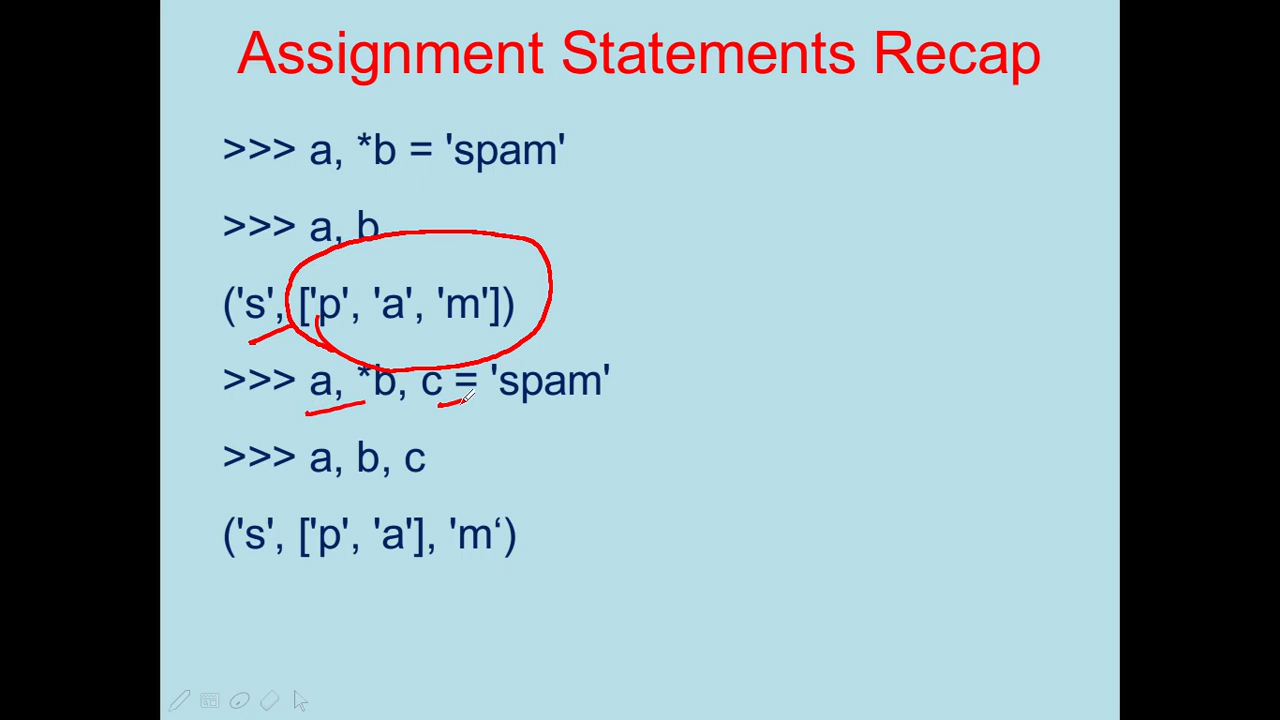 Assignment Statements Recap
>>> a, *b = 'spam'
>>> a, b
('s', ['p', 'a', 'm'])
>>> a, *b, c = 'spam'
>>> a, b, c
('s', ['p', 'a'], 'm‘)